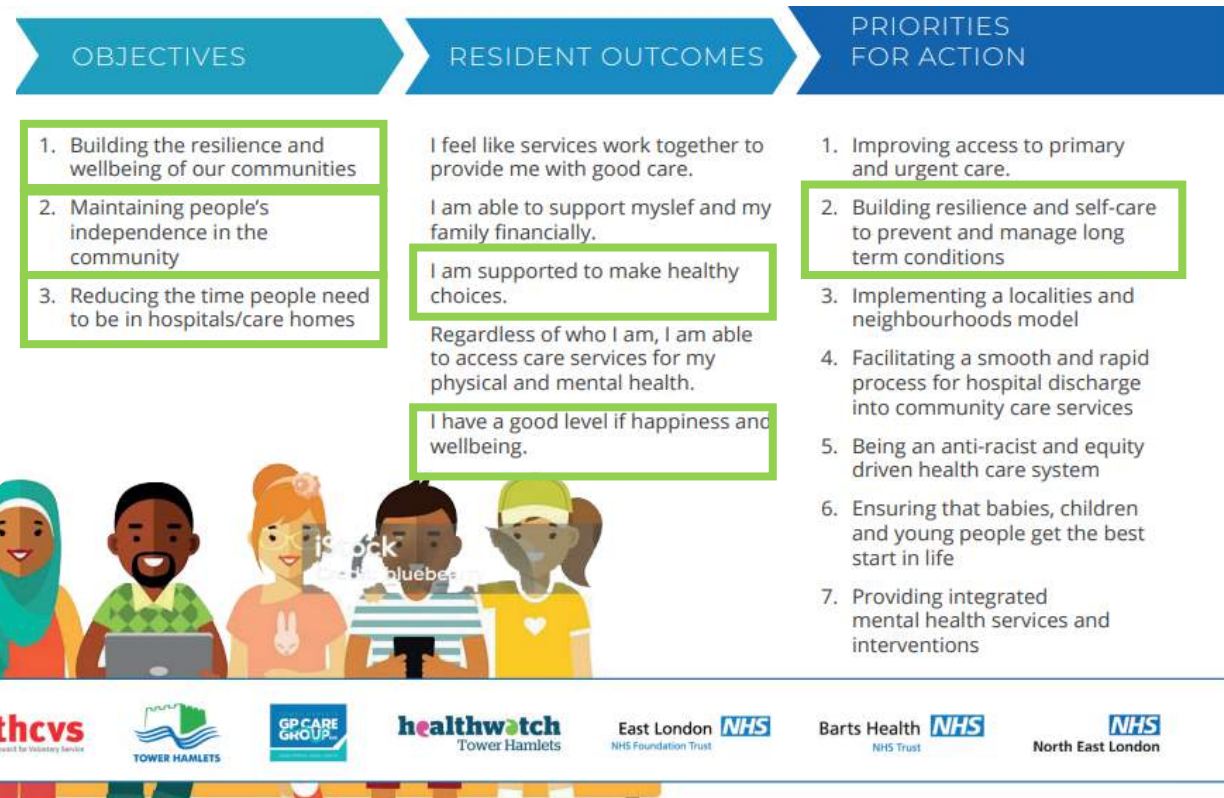 OBJECTIVES
1. Building the resilience and
wellbeing of our communities
2. Maintaining people's
independence in the
community
3. Reducing the time people need
to be in hospitals/care homes
RESIDENT OUTCOMES
I feel like services work together to
provide me with good care.
I am able to support myslef and my
family financially.
I am supported to make healthy
choices.
Regardless of who I am, I am able
to access care services for my
physical and mental health.
I have a good level if happiness and
wellbeing.
PRIORITIES
FOR ACTION
1. Improving access to primary
and urgent care.
2. Building resilience and self-care
to prevent and manage long
term conditions
3. Implementing a localities and
neighbourhoods model
4. Facilitating a smooth and rapid
process for hospital discharge
into community care services
5. Being an anti-racist and equity
driven health care system
6. Ensuring that babies, children
and young people get the best
start in life
7. Providing integrated
mental health services and
interventions
iStock
thcvs
for Voluntary Service
TOWER HAMLETS
GP CARE
GROUP
healthwatch
Tower Hamlets
East London NHS
NHS Foundation Trust
Barts Health NHS
NHS Trust
NHS
North East London